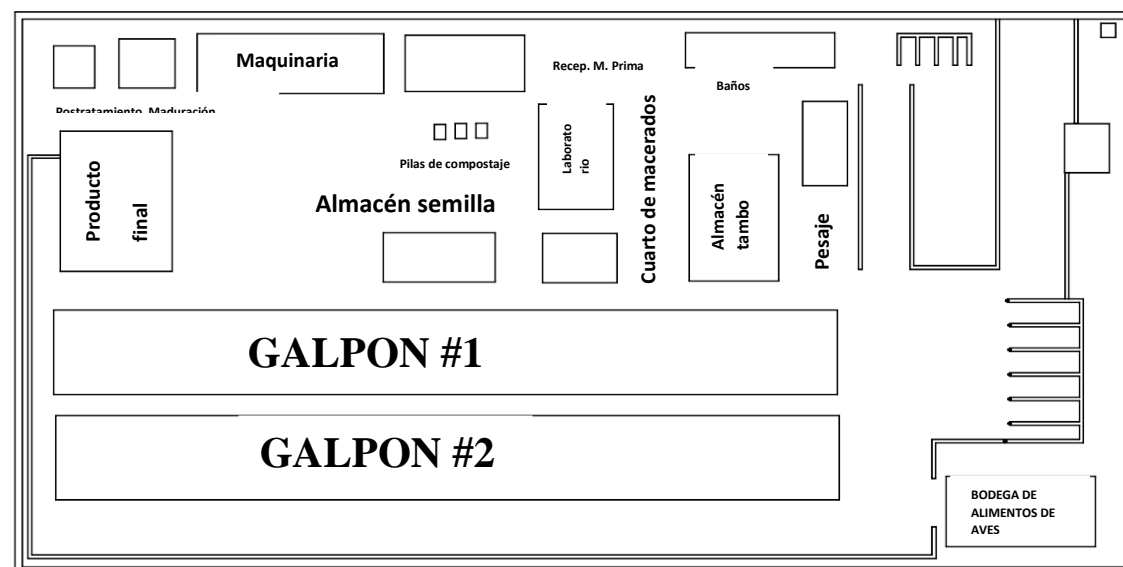 Maquinaria
Recep. M. Prima
Baños
Postratamiento Maduración
Pilas de compostaje
Laborato
rio
Cuarto de macerados
Producto
final
Almacén semilla
Almacén
tambo
Pesaje
GALPON #1
GALPON #2
BODEGA DE
ALIMENTOS DE
AVES